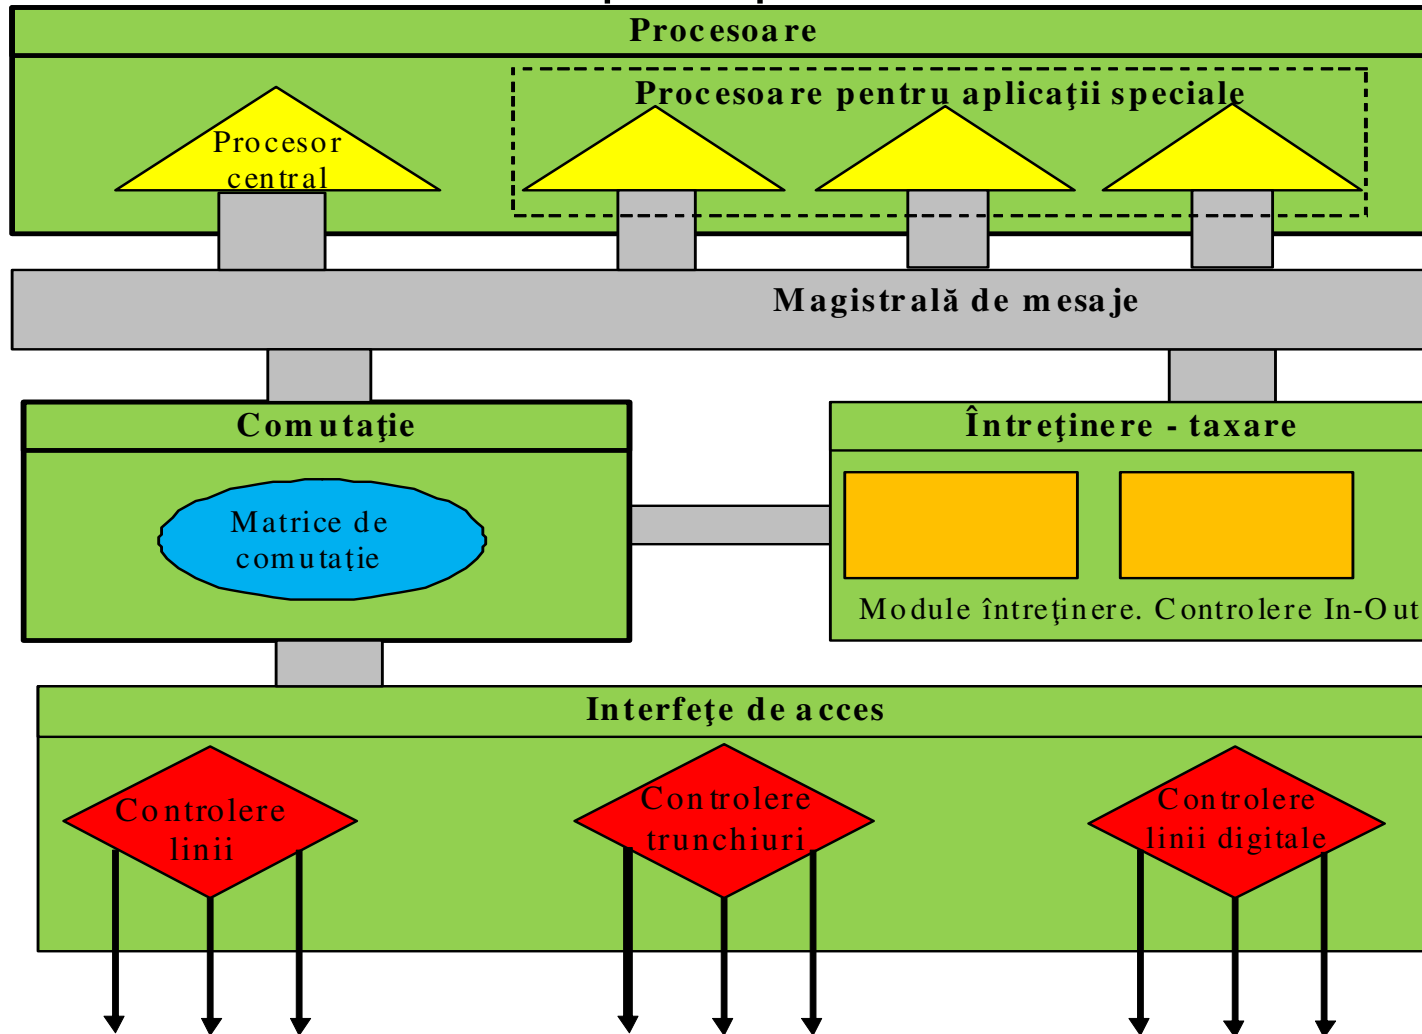 Procesoare
Procesoare pentru aplicaţii speciale
Procesor
central
Magistrală de mesaje
Comutaţie
Întreţinere - taxare
Matrice de
comutaţie
Module întreţinere. Controlere In-Out
Interfeţe de acces
Controlere
linii
Controlere
trunchiuri
Controlere
linii digitale